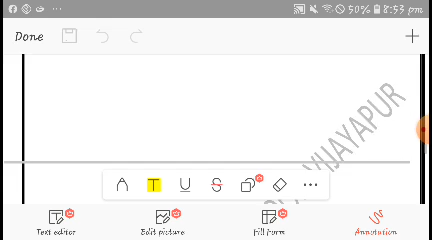 50% 8:53 pm
Done
VIJAYAPUR
T U S
Text editor Edit picture Fill Form Annotation